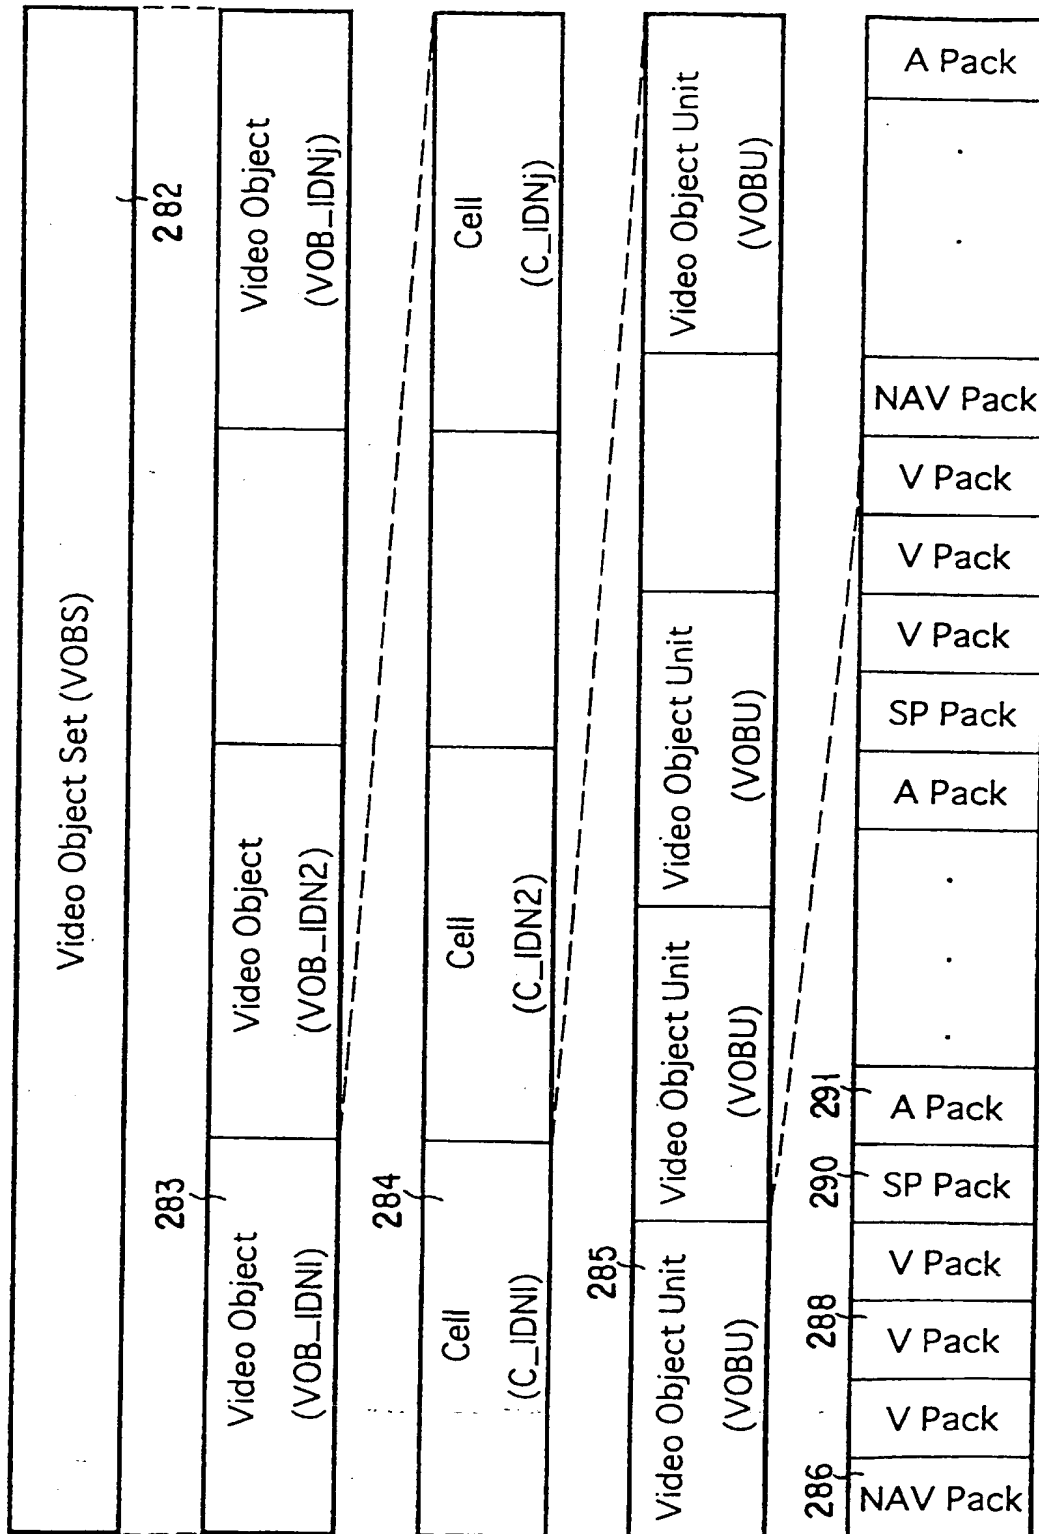 Video Object Set (VOBS)
282
283
Video Object
(VOB_IDN1)
Video Object
(VOB_IDN2)
Video Object
(VOB_IDNj)
284
Cell
(C_IDN1)
Cell
(C_IDN2)
Cell
(C_IDNj)
285
Video Object Unit
(VOBU)
Video Object Unit
(VOBU)
Video Object Unit
(VOBU)
Video Object Unit
(VOBU)
286
288
290
291
NAV Pack
V Pack
V Pack
V Pack
SP Pack
A Pack
. . .
A Pack
SP Pack
V Pack
V Pack
V Pack
NAV Pack
. .
A Pack